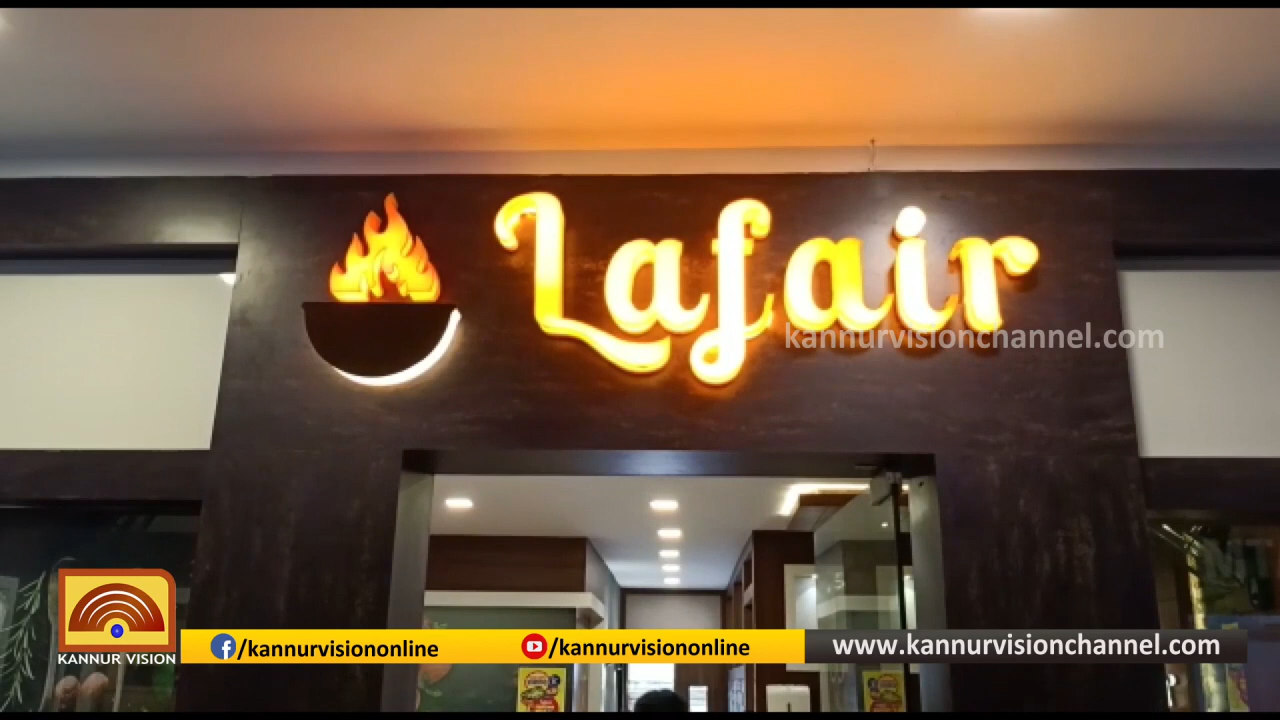 Lafair
kannurvisionchannel.com
KANNUR VISION
/kannurvisiononline
/kannurvisiononline
www.kannurvisionchannel.com